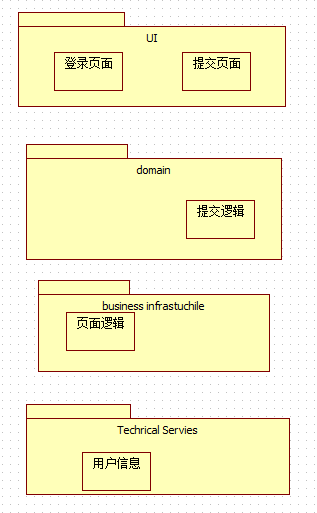 UI
登录页面
提交页面
domain
提交逻辑
business infrastuchile
页面逻辑
Techrical Servies
用户信息